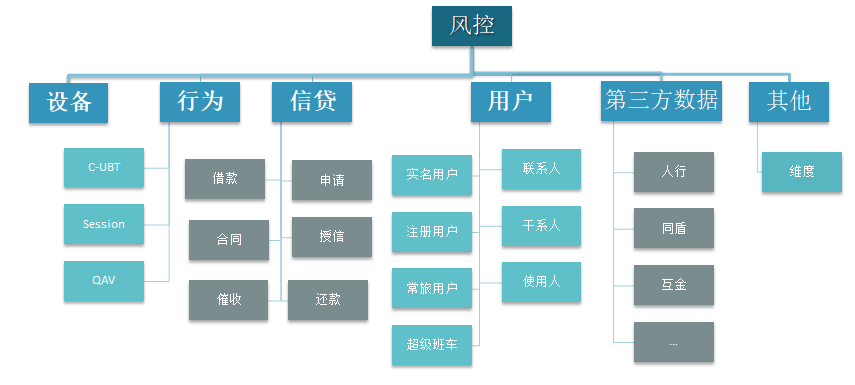 风控
设备
行为
信贷
用户
第三方数据
其他
C-UBT
Session
QAV
借款
申请
合同
授信
催收
还款
实名用户
联系人
注册用户
干系人
常旅用户
使用人
超级班车
人行
同盾
互金
...
维度